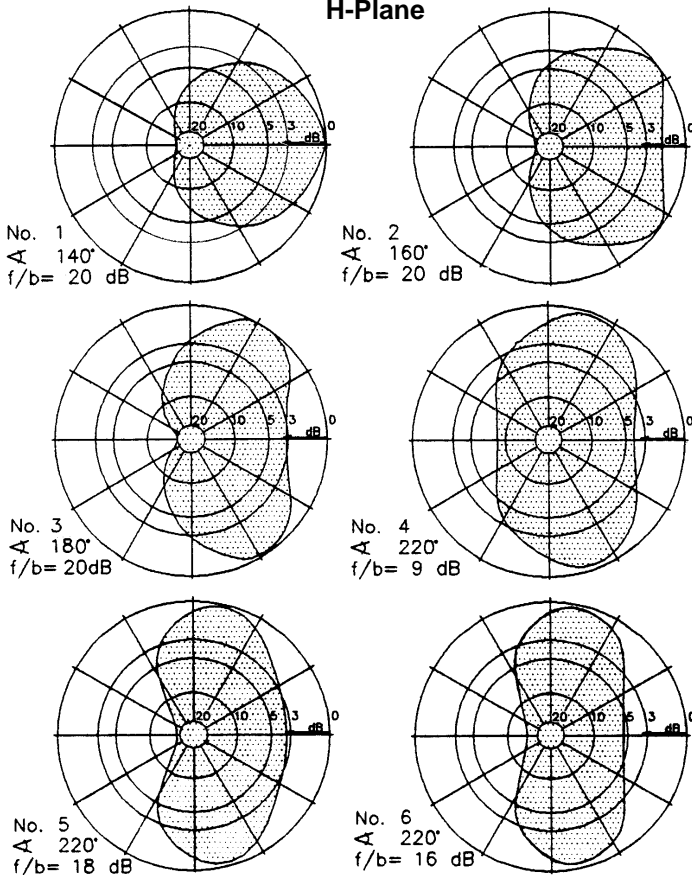 H-Plane
20 10 5 3 0
dB
No. 1
∢ 140°
f/b= 20 dB
20 10 5 3 0
dB
No. 2
∢ 160°
f/b= 20 dB
20 10 5 3 0
dB
No. 3
∢ 180°
f/b= 20dB
20 10 5 3 0
dB
No. 4
∢ 220°
f/b= 9 dB
20 10 5 3 0
dB
No. 5
∢ 220°
f/b= 18 dB
20 10 5 3 0
dB
No. 6
∢ 220°
f/b= 16 dB